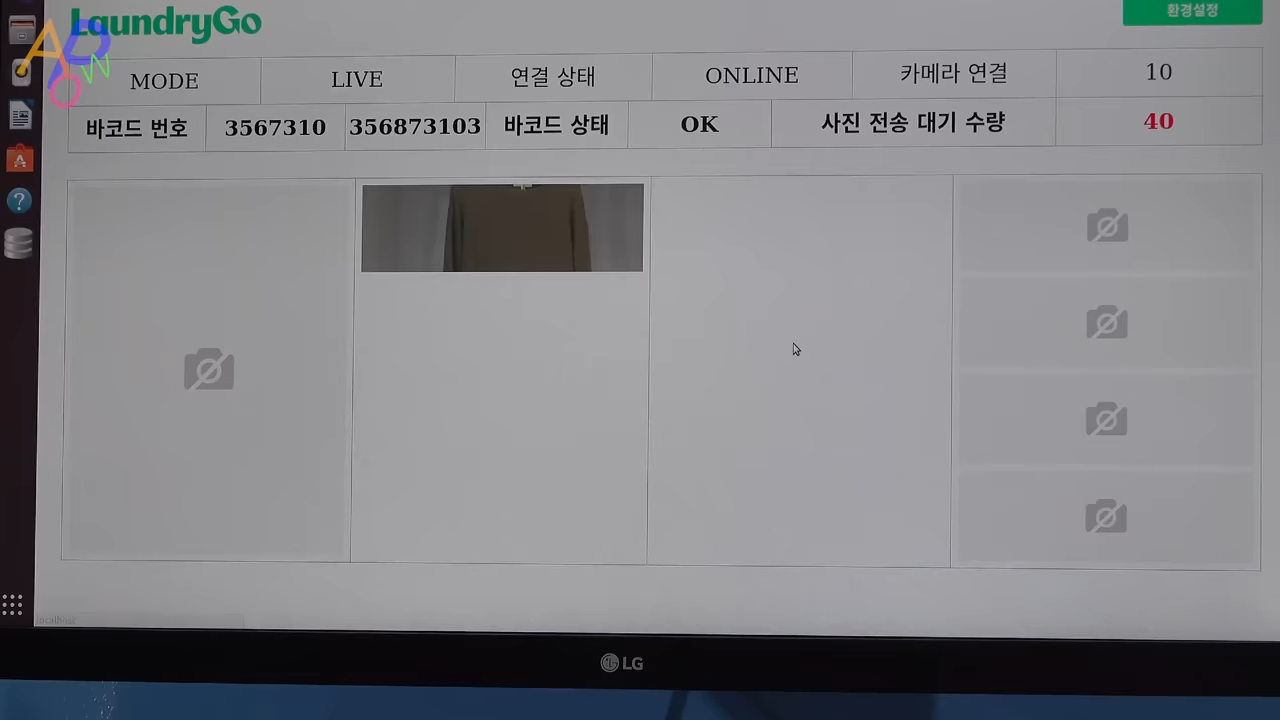 LaundryGo
환경설정
A D W
MODE LIVE 연결 상태 ONLINE 카메라 연결 10
바코드 번호 3567310 356873103 바코드 상태 OK 사진 전송 대기 수량 40
localhost
LG